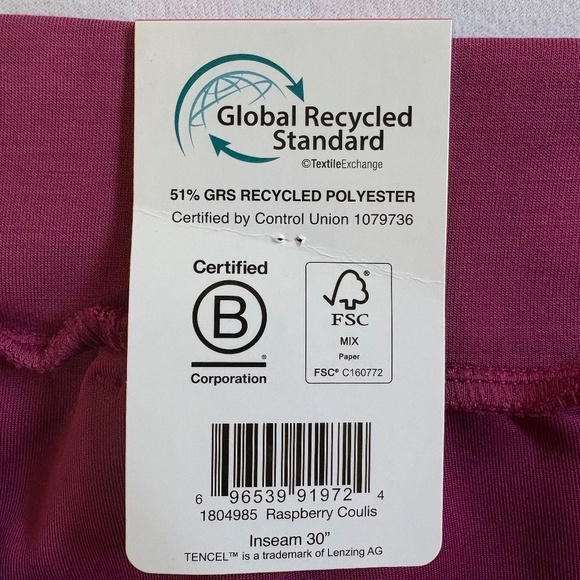 Global Recycled
Standard
©TextileExchange
51% GRS RECYCLED POLYESTER
Certified by Control Union 1079736
Certified
B
®
Corporation
®
FSC
MIX
Paper
FSC® C160772
6 96539 91972 4
1804985 Raspberry Coulis
Inseam 30”
TENCEL™ is a trademark of Lenzing AG